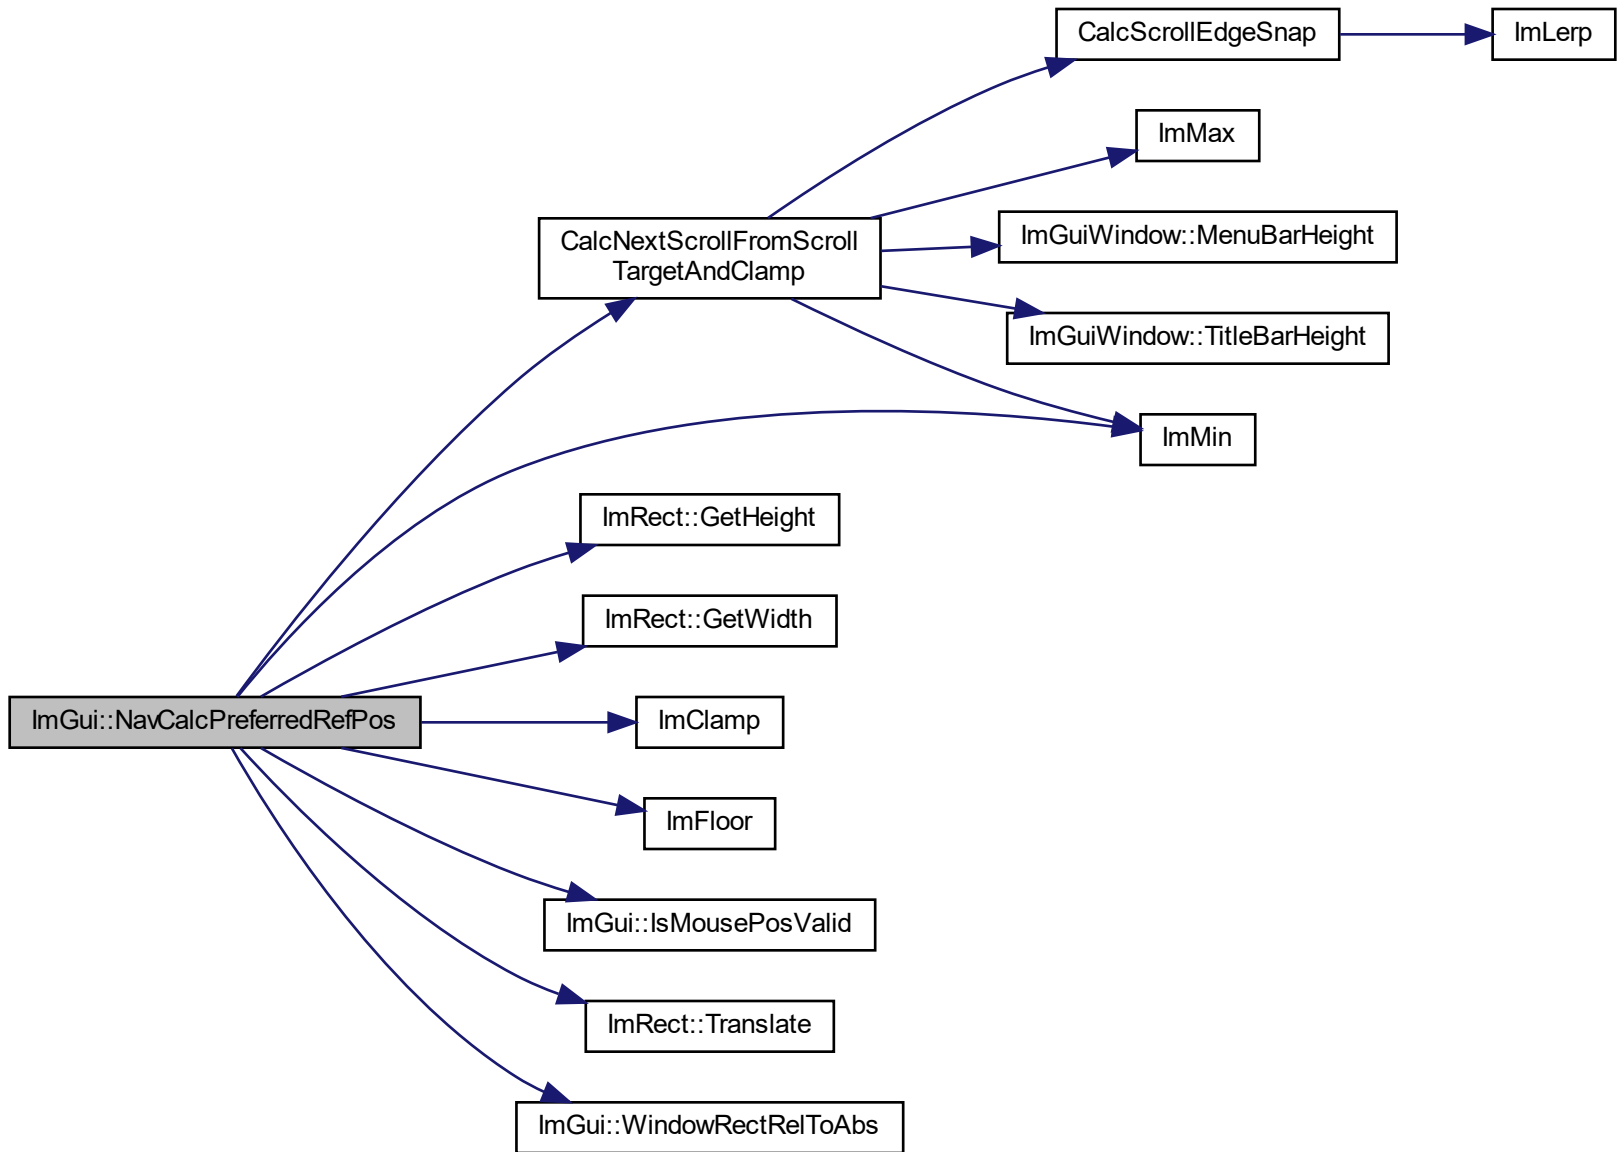 CalcScrollEdgeSnap
ImLerp
ImMax
CalcNextScrollFromScroll
TargetAndClamp
ImGuiWindow::MenuBarHeight
ImGuiWindow::TitleBarHeight
ImMin
ImRect::GetHeight
ImRect::GetWidth
ImGui::NavCalcPreferredRefPos
ImClamp
ImFloor
ImGui::IsMousePosValid
ImRect::Translate
ImGui::WindowRectRelToAbs